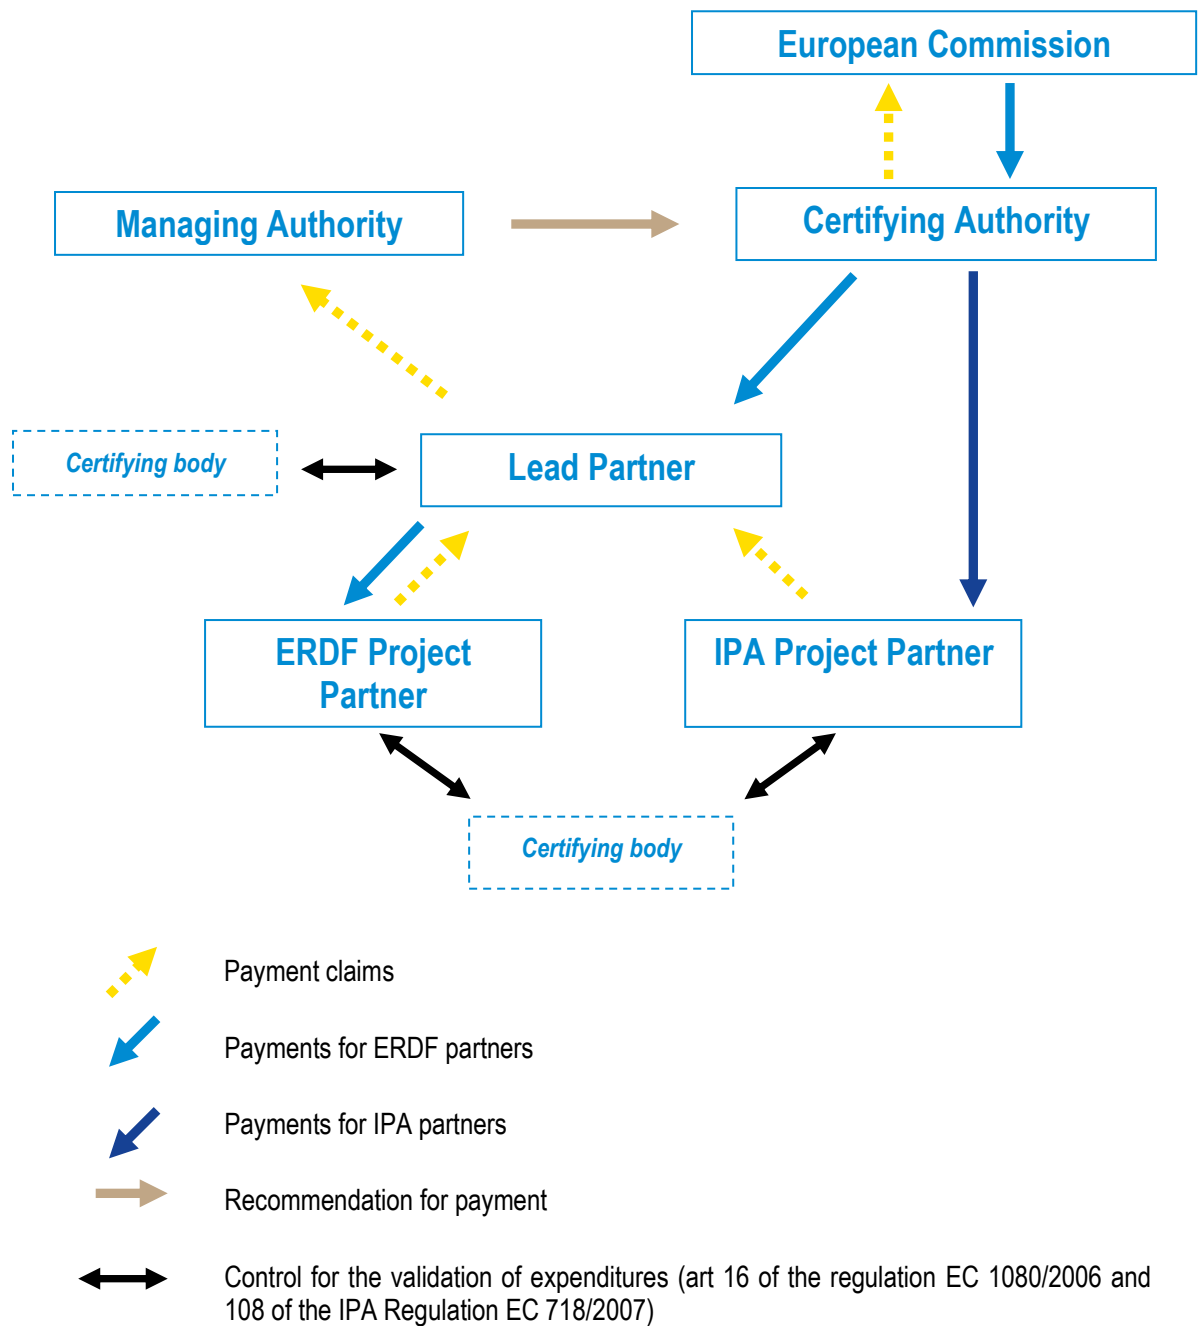 European Commission
Managing Authority
Certifying Authority
Certifying body
Lead Partner
ERDF Project
Partner
IPA Project Partner
Certifying body
Payment claims
Payments for ERDF partners
Payments for IPA partners
Recommendation for payment
Control for the validation of expenditures (art 16 of the regulation EC 1080/2006 and
108 of the IPA Regulation EC 718/2007)